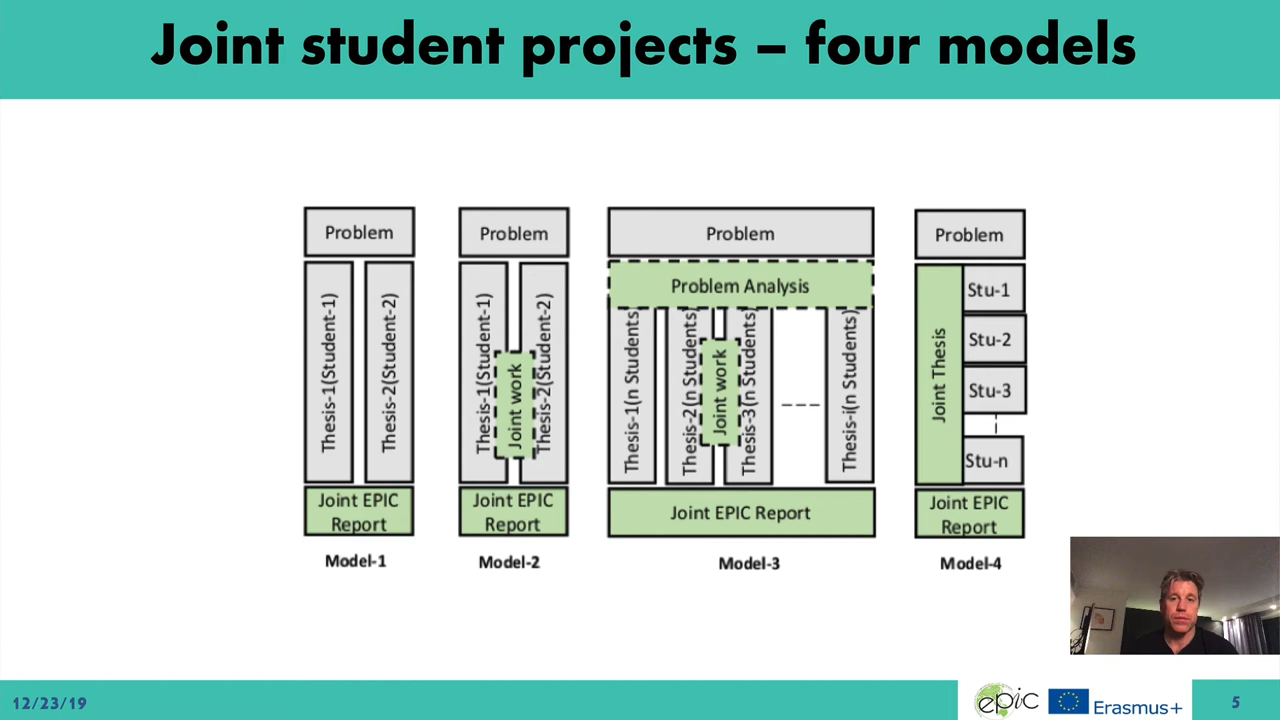 Joint student projects – four models
Problem
Thesis-1(Student-1)
Thesis-2(Student-2)
Joint EPIC
Report
Model-1
Problem
Thesis-1(Student-1)
Joint work
Thesis-2(Student-2)
Joint EPIC
Report
Model-2
Problem
Problem Analysis
Thesis-1(n Students)
Thesis-2(n Students)
Joint work
Thesis-3(n Students)
Thesis-i(n Students)
Joint EPIC Report
Model-3
Problem
Joint Thesis
Stu-1
Stu-2
Stu-3
Stu-n
Joint EPIC
Report
Model-4
12/23/19
epic
Erasmus+
5